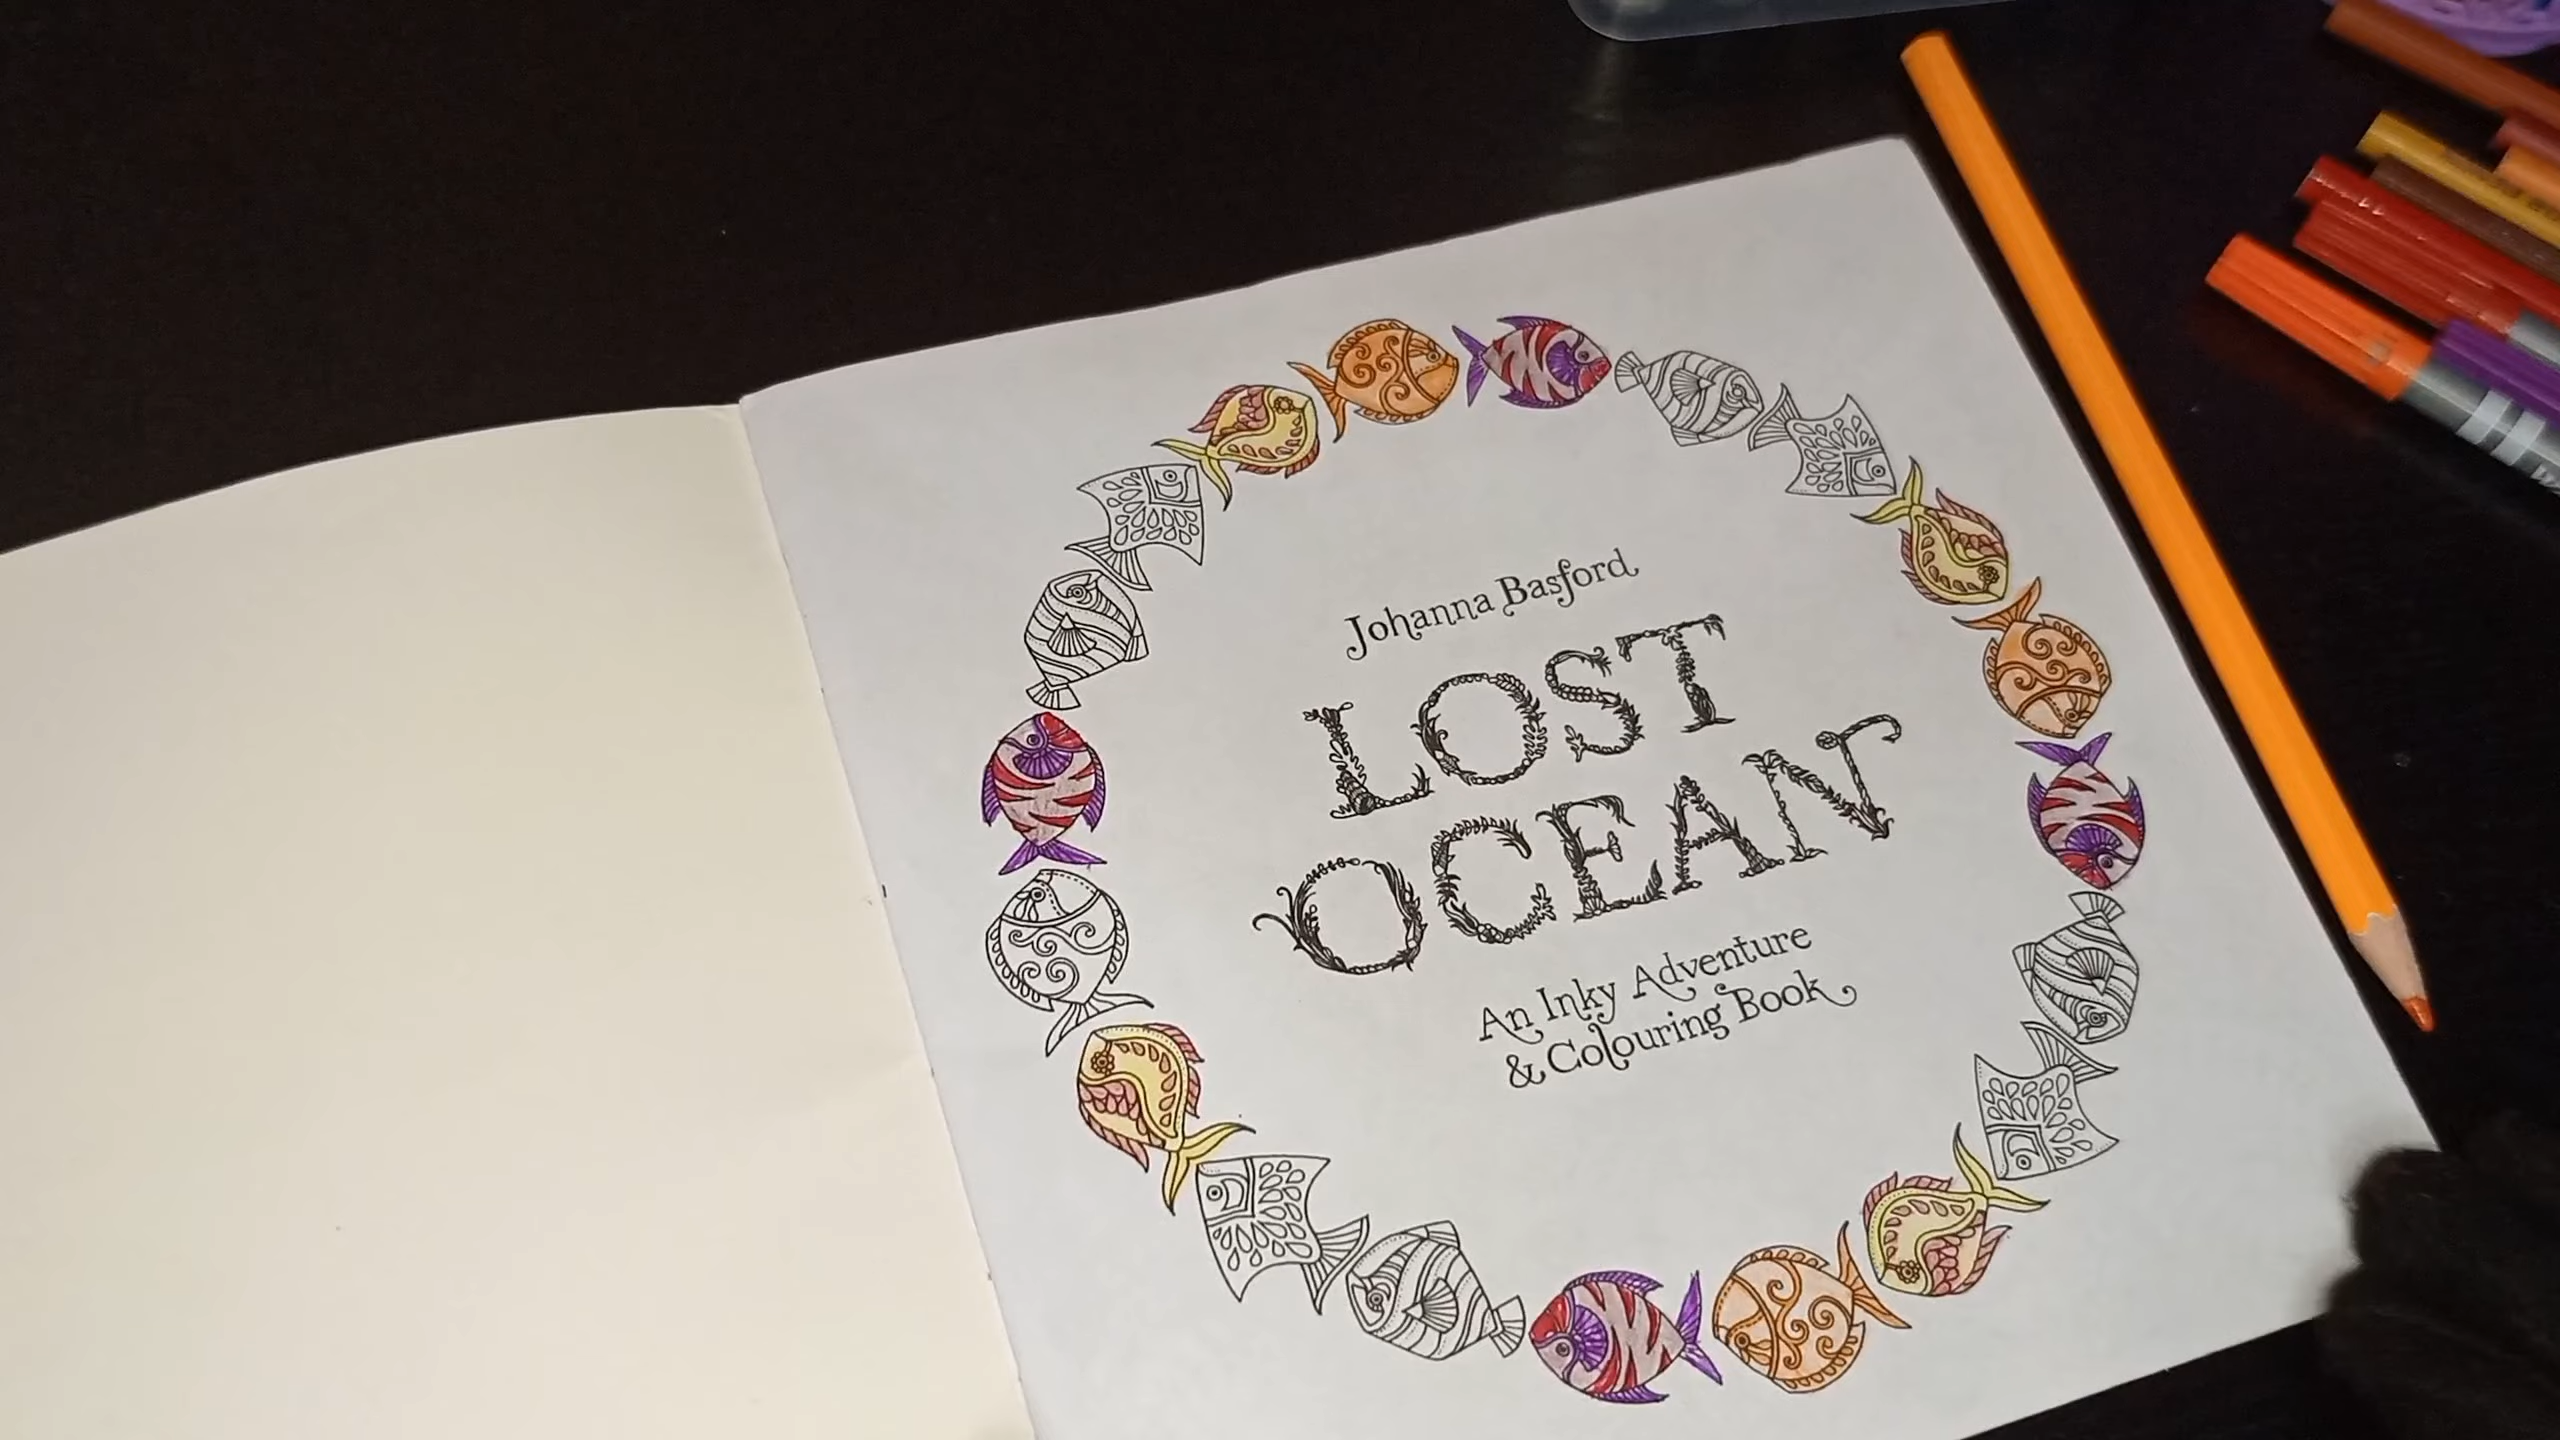 Johanna Basford
LOST
OCEAN
An Inky Adventure
& Colouring Book